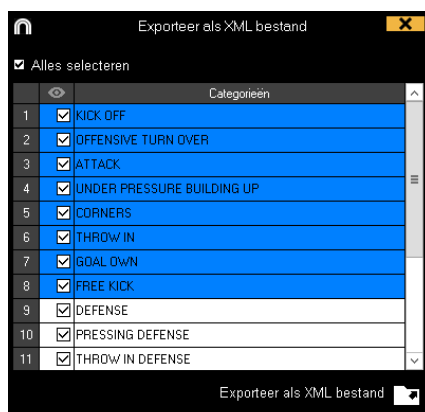 Exporteer als XML bestand
Alles selecteren
Categorieën
1 KICK OFF
2 OFFENSIVE TURN OVER
3 ATTACK
4 UNDER PRESSURE BUILDING UP
5 CORNERS
6 THROW IN
7 GOAL OWN
8 FREE KICK
9 DEFENSE
10 PRESSING DEFENSE
11 THROW IN DEFENSE
Exporteer als XML bestand